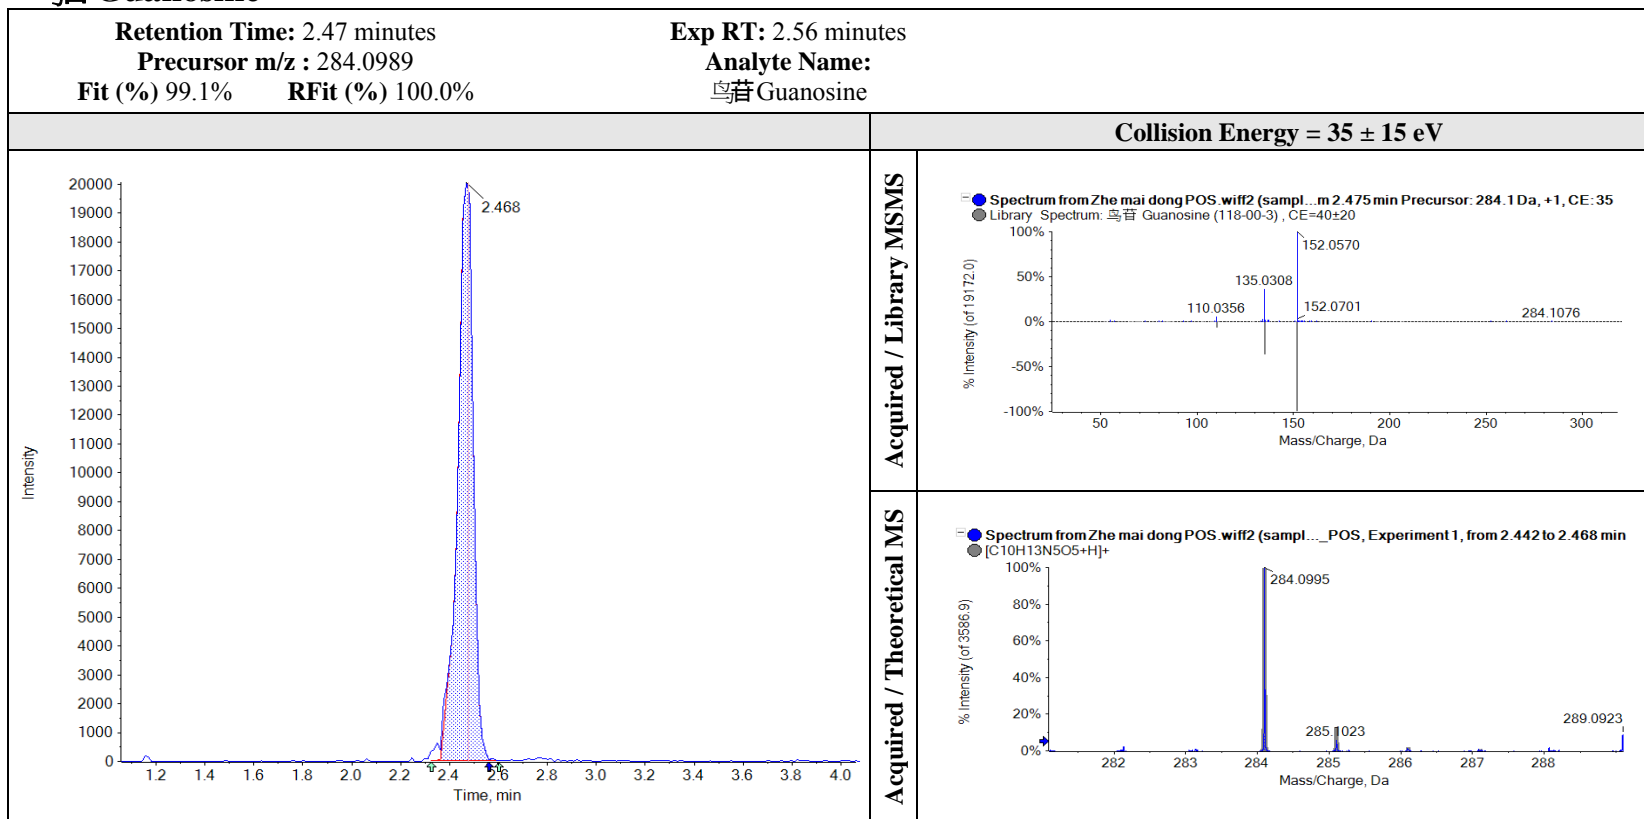 Guanosine
Retention Time: 2.47 minutes
Exp RT: 2.56 minutes
Precursor m/z : 284.0989
Analyte Name:
Fit (%) 99.1% RFit (%) 100.0%
鸟苷Guanosine
Collision Energy = 35 ± 15 eV
Intensity
20000
19000
18000
17000
16000
15000
14000
13000
12000
11000
10000
9000
8000
7000
6000
5000
4000
3000
2000
1000
0
2.468
1.2 1.4 1.6 1.8 2.0 2.2 2.4 2.6 2.8 3.0 3.2 3.4 3.6 3.8 4.0
Time, min
Acquired / Library MSMS
Spectrum from Zhe mai dong POS.wiff2 (sampl...m 2.475 min Precursor: 284.1 Da, +1, CE: 35
Library Spectrum: 鸟苷 Guanosine (118-00-3) , CE=40±20
% Intensity (of 19172.0)
100%
50%
0%
-50%
-100%
152.0570
135.0308
110.0356
152.0701
284.1076
50 100 150 200 250 300
Mass/Charge, Da
Acquired / Theoretical MS
Spectrum from Zhe mai dong POS.wiff2 (sampl..._POS, Experiment 1, from 2.442 to 2.468 min
[C10H13N5O5+H]+
% Intensity (of 3586.9)
100%
80%
60%
40%
20%
0%
284.0995
285.1023
289.0923
282 283 284 285 286 287 288
Mass/Charge, Da